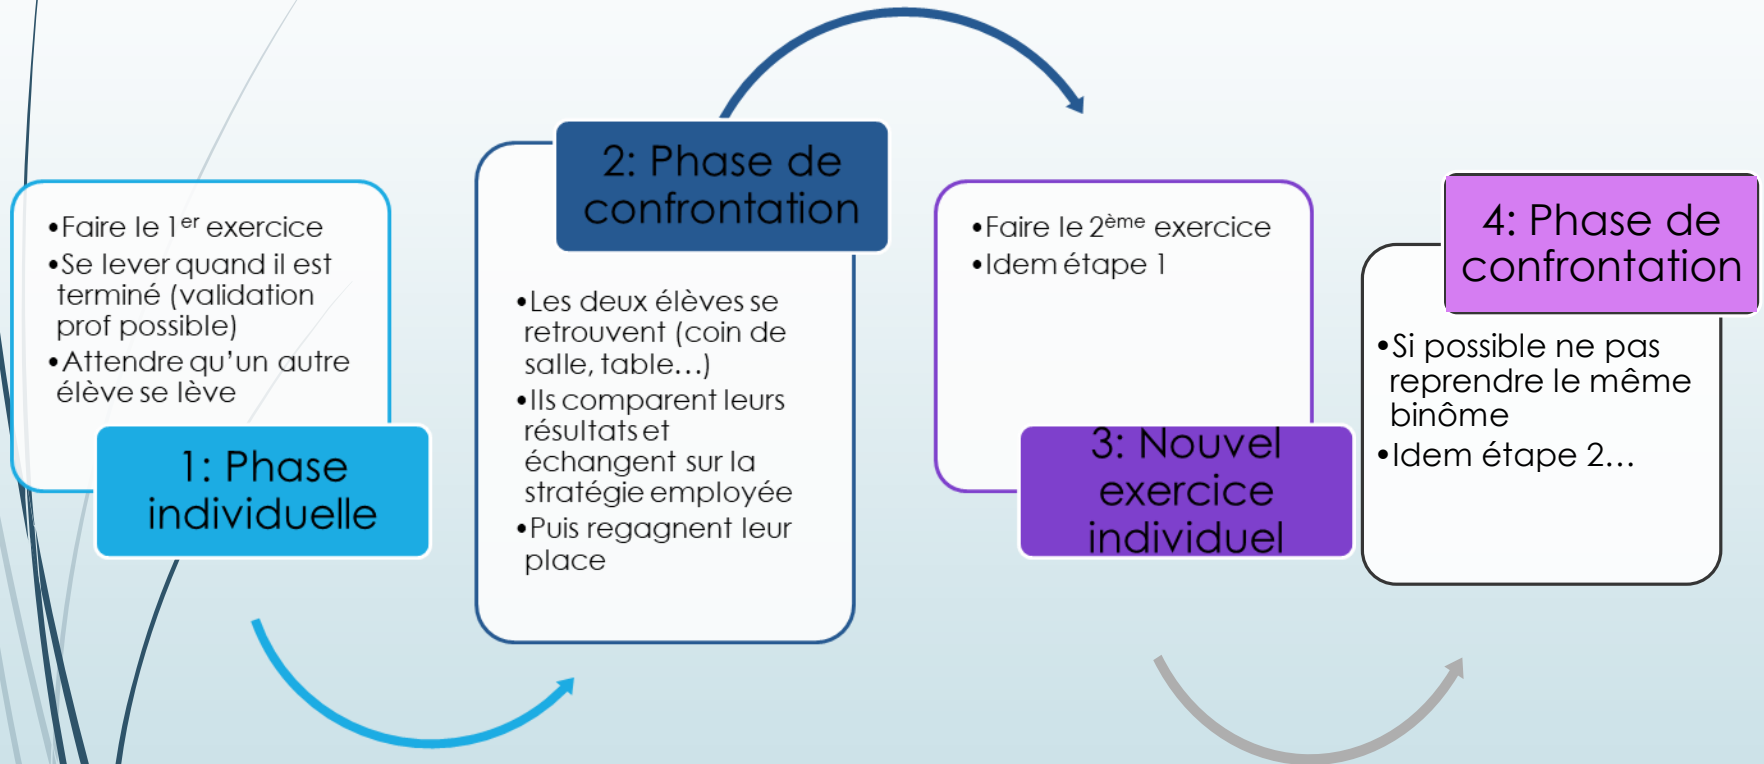 •Faire le 1er exercice
•Se lever quand il est
terminé (validation
prof possible)
•Attendre qu'un autre
élève se lève
1: Phase
individuelle
2: Phase de
confrontation
•Les deux élèves se
retrouvent (coin de
salle, table…)
•Ils comparent leurs
résultats et
échangent sur la
stratégie employée
•Puis regagnent leur
place
•Faire le 2ème exercice
•Idem étape 1
3: Nouvel
exercice
individuel
4: Phase de
confrontation
•Si possible ne pas
reprendre le même
binôme
•Idem étape 2…